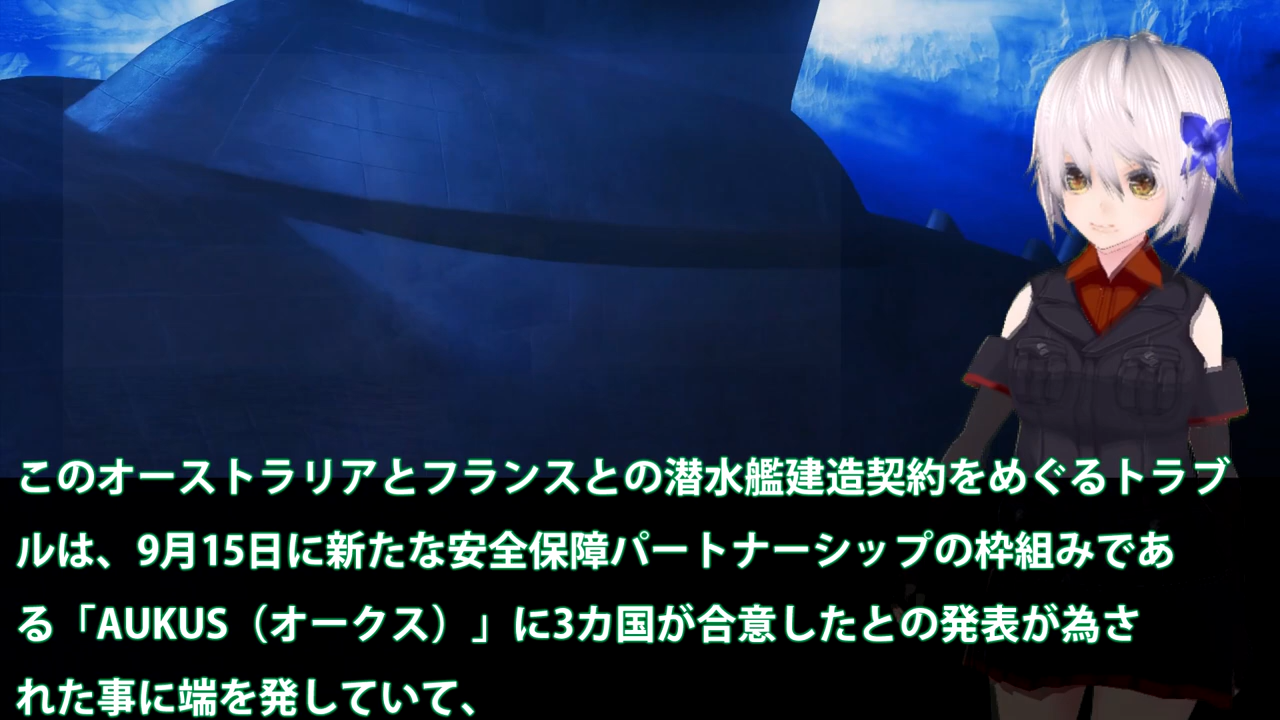 このオーストラリアとフランスとの潜水艦建造契約をめぐるトラブ
ルは、9月15日に新たな安全保障パートナーシップの枠組みであ
る「AUKUS（オークス）」に3カ国が合意したとの発表が為さ
れた事に端を発していて、